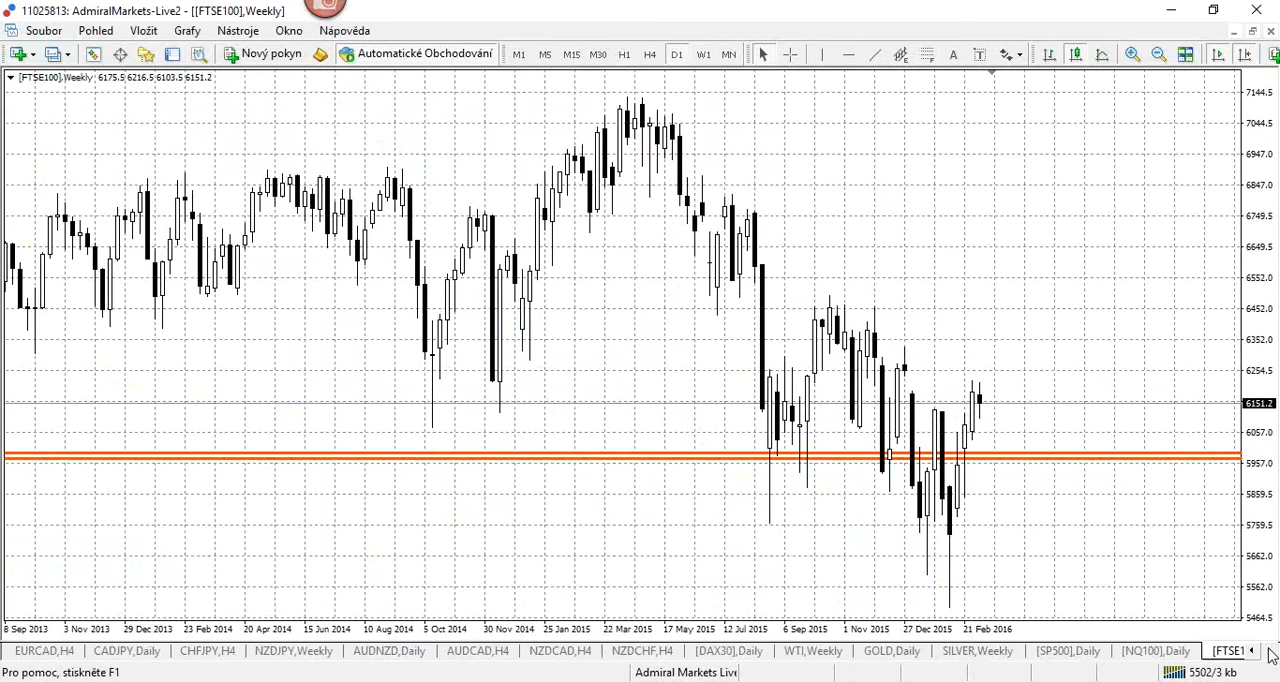 11025813: AdmiralMarkets-Live2 - [[FTSE100],Weekly]
Soubor Pohled Vložit Grafy Nástroje Okno Nápověda
Nový pokyn Automatické Obchodování M1 M5 M15 M30 H1 H4 D1 W1 MN A T
[FTSE100],Weekly 6175.5 6216.5 6103.5 6151.2
7144.5
7044.5
6947.0
6847.0
6749.5
6649.5
6552.0
6452.0
6352.0
6254.5
6151.2
6057.0
5957.0
5859.5
5759.5
5662.0
5562.0
5464.5
8 Sep 2013 3 Nov 2013 29 Dec 2013 23 Feb 2014 20 Apr 2014 15 Jun 2014 10 Aug 2014 5 Oct 2014 30 Nov 2014 25 Jan 2015 22 Mar 2015 17 May 2015 12 Jul 2015 6 Sep 2015 1 Nov 2015 27 Dec 2015 21 Feb 2016
EURCAD,H4 CADJPY,Daily CHFJPY,H4 NZDJPY,Weekly AUDNZD,Daily AUDCAD,H4 NZDCAD,H4 NZDCHF,H4 [DAX30],Daily WTI,Weekly GOLD,Daily SILVER,Weekly [SP500],Daily [NQ100],Daily [FTSE1
Pro pomoc, stiskněte F1 Admiral Markets Live 5502/3 kb